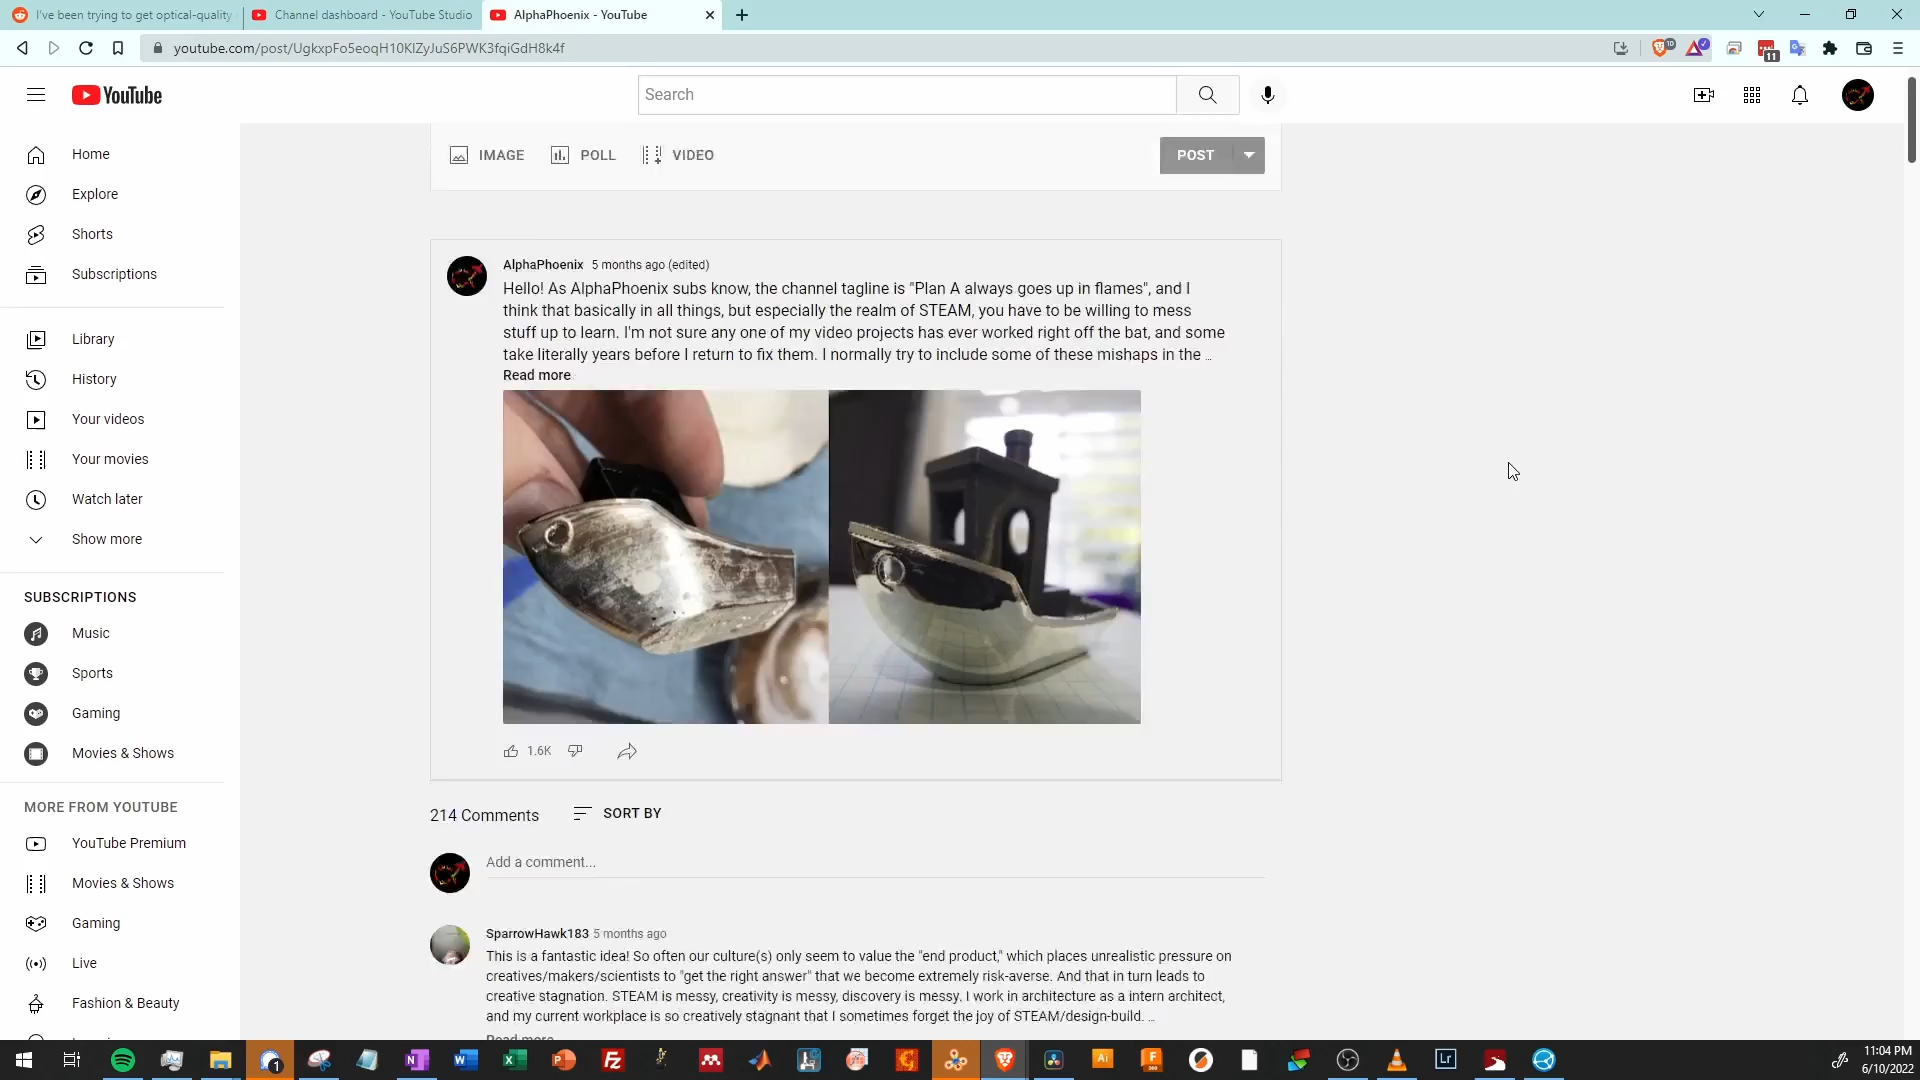 I've been trying to get optical-quality
Channel dashboard - YouTube Studio
AlphaPhoenix - YouTube
youtube.com/post/UgkxpFo5eoqH10KlZyJuS6PWK3fqiGdH8k4f
10
11
YouTube
Search
Home
Explore
Shorts
Subscriptions
Library
History
Your videos
Your movies
Watch later
Show more
SUBSCRIPTIONS
Music
Sports
Gaming
Movies & Shows
MORE FROM YOUTUBE
YouTube Premium
Movies & Shows
Gaming
Live
Fashion & Beauty
IMAGE POLL VIDEO POST
AlphaPhoenix 5 months ago (edited)
Hello! As AlphaPhoenix subs know, the channel tagline is "Plan A always goes up in flames", and I
think that basically in all things, but especially the realm of STEAM, you have to be willing to mess
stuff up to learn. I'm not sure any one of my video projects has ever worked right off the bat, and some
take literally years before I return to fix them. I normally try to include some of these mishaps in the ...
Read more
1.6K
214 Comments SORT BY
Add a comment...
SparrowHawk183 5 months ago
This is a fantastic idea! So often our culture(s) only seem to value the "end product," which places unrealistic pressure on
creatives/makers/scientists to "get the right answer" that we become extremely risk-averse. And that in turn leads to
creative stagnation. STEAM is messy, creativity is messy, discovery is messy. I work in architecture as a intern architect,
and my current workplace is so creatively stagnant that I sometimes forget the joy of STEAM/design-build. ...
Read more
1
N
W
X
P
Fz
Ai
F
360
Lr
11:04 PM
6/10/2022